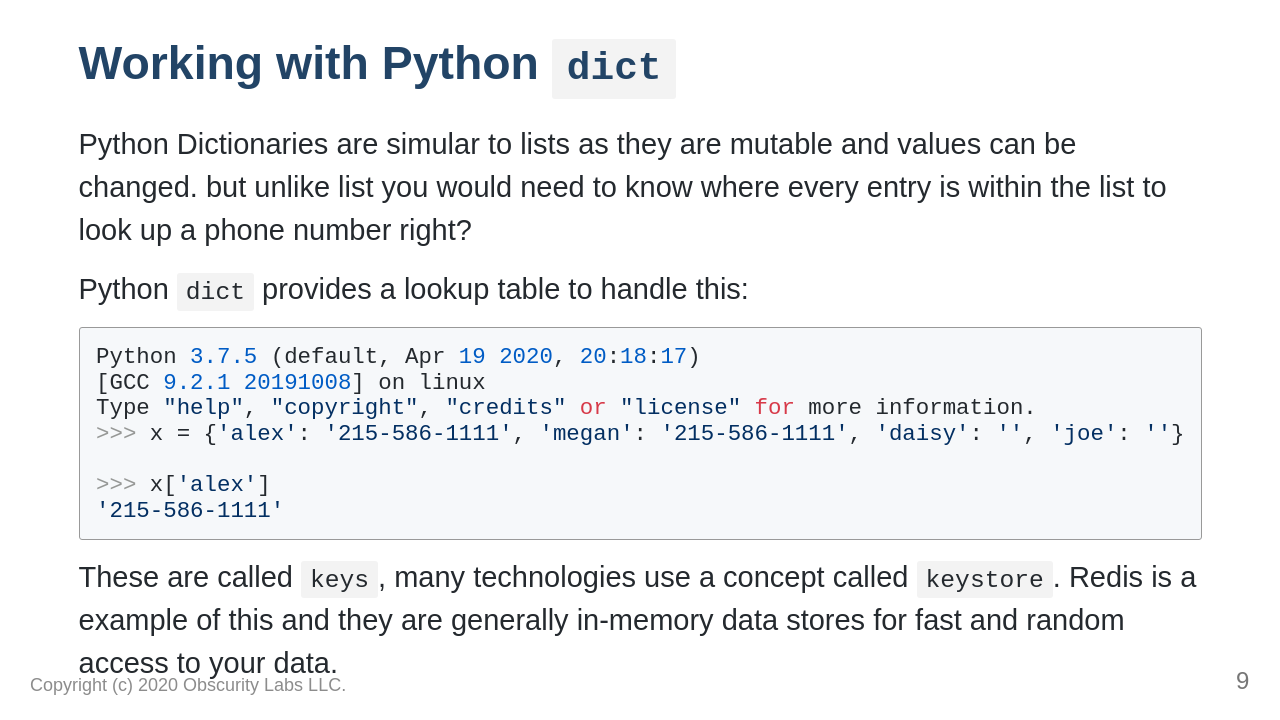 Working with Python dict
Python Dictionaries are simular to lists as they are mutable and values can be
changed. but unlike list you would need to know where every entry is within the list to
look up a phone number right?
Python dict provides a lookup table to handle this:
Python 3.7.5 (default, Apr 19 2020, 20:18:17)
[GCC 9.2.1 20191008] on linux
Type "help", "copyright", "credits" or "license" for more information.
>>> x = {'alex': '215-586-1111', 'megan': '215-586-1111', 'daisy': '', 'joe': ''}
>>> x['alex']
'215-586-1111'
These are called keys, many technologies use a concept called keystore. Redis is a
example of this and they are generally in-memory data stores for fast and random
access to your data.
Copyright (c) 2020 Obscurity Labs LLC.
9